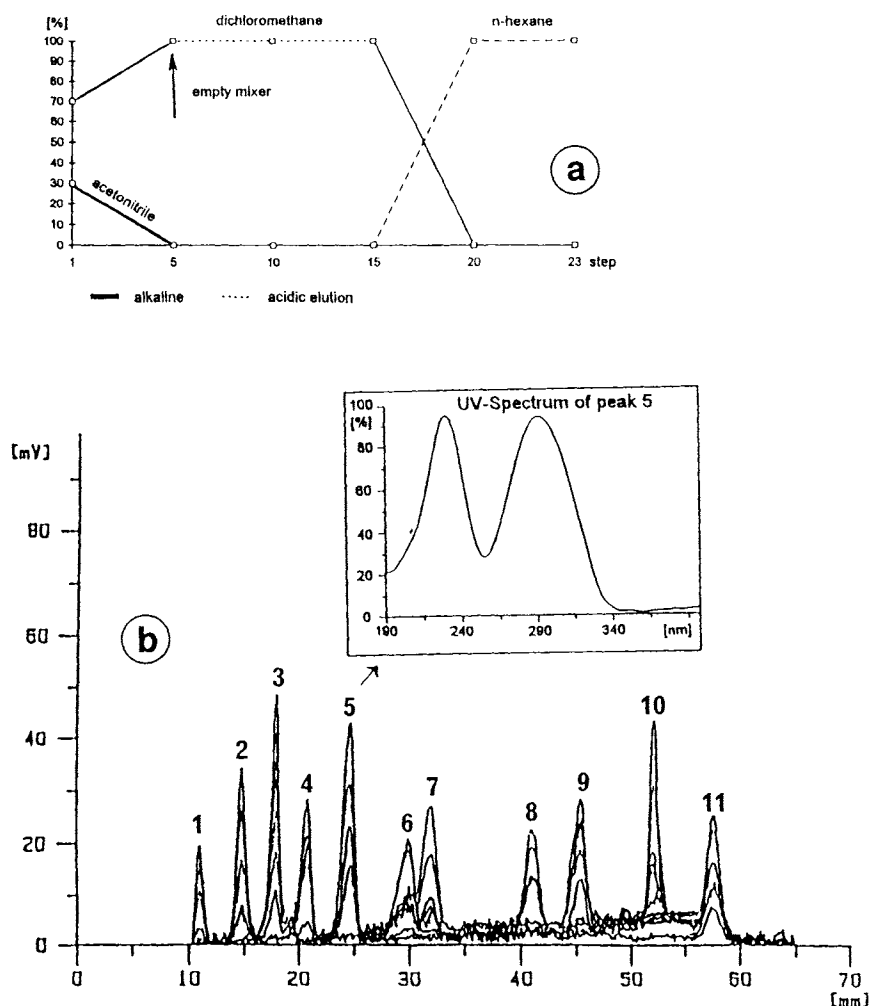 [%]
dichloromethane
n-hexane
100
90
80
70
60
50
40
30
20
10
0
empty mixer
acetonitrile
a
1 5 10 15 20 23 step
alkaline acidic elution
UV-Spectrum of peak 5
100
[%]
80
60
40
20
0
190 240 290 340 [nm]
[mV]
80
60
40
20
0
b
1 2 3 4 5 6 7 8 9 10 11
0 10 20 30 40 50 60 70
[mm]